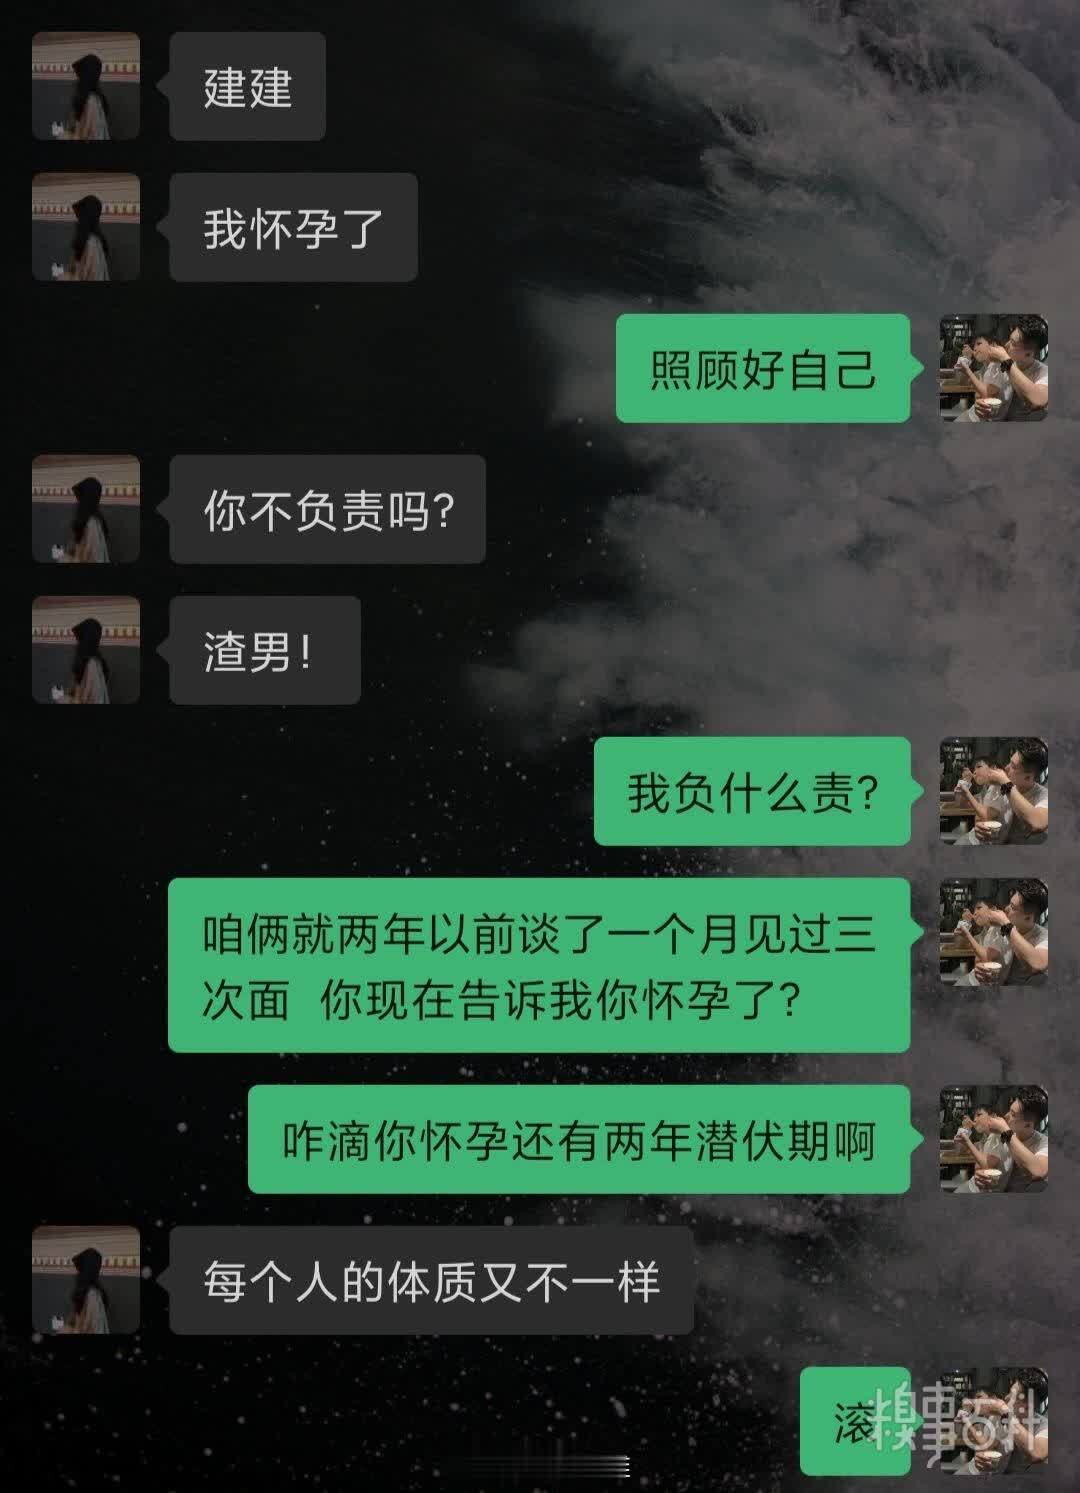 建建
我怀孕了
照顾好自己
你不负责吗?
渣男!
我负什么责?
咱俩就两年以前谈了一个月见过三
次面 你现在告诉我你怀孕了?
咋滴你怀孕还有两年潜伏期啊
每个人的体质又不一样
滚
糗事百科